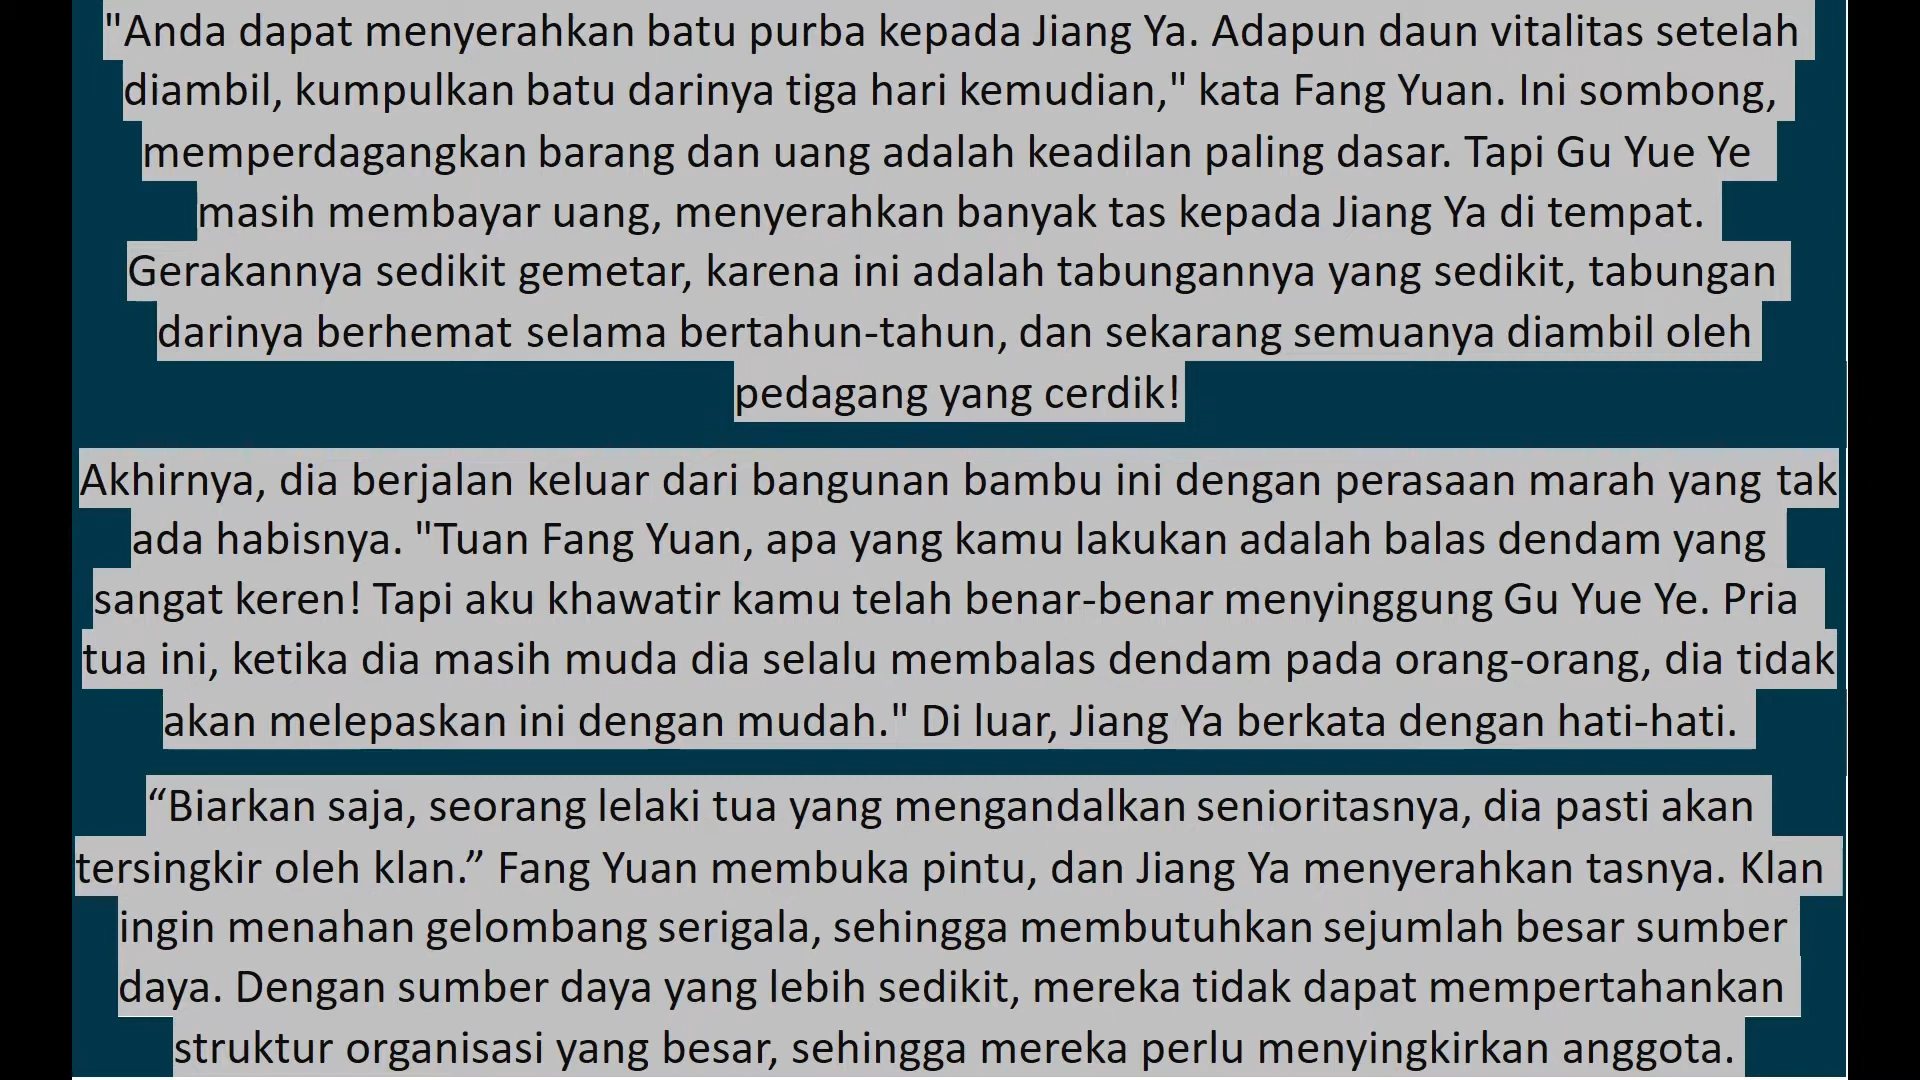 "Anda dapat menyerahkan batu purba kepada Jiang Ya. Adapun daun vitalitas setelah
diambil, kumpulkan batu darinya tiga hari kemudian," kata Fang Yuan. Ini sombong,
memperdagangkan barang dan uang adalah keadilan paling dasar. Tapi Gu Yue Ye
masih membayar uang, menyerahkan banyak tas kepada Jiang Ya di tempat.
Gerakannya sedikit gemetar, karena ini adalah tabungannya yang sedikit, tabungan
darinya berhemat selama bertahun-tahun, dan sekarang semuanya diambil oleh
pedagang yang cerdik!
Akhirnya, dia berjalan keluar dari bangunan bambu ini dengan perasaan marah yang tak
ada habisnya. "Tuan Fang Yuan, apa yang kamu lakukan adalah balas dendam yang
sangat keren! Tapi aku khawatir kamu telah benar-benar menyinggung Gu Yue Ye. Pria
tua ini, ketika dia masih muda dia selalu membalas dendam pada orang-orang, dia tidak
akan melepaskan ini dengan mudah." Di luar, Jiang Ya berkata dengan hati-hati.
“Biarkan saja, seorang lelaki tua yang mengandalkan senioritasnya, dia pasti akan
tersingkir oleh klan.” Fang Yuan membuka pintu, dan Jiang Ya menyerahkan tasnya. Klan
ingin menahan gelombang serigala, sehingga membutuhkan sejumlah besar sumber
daya. Dengan sumber daya yang lebih sedikit, mereka tidak dapat mempertahankan
struktur organisasi yang besar, sehingga mereka perlu menyingkirkan anggota.